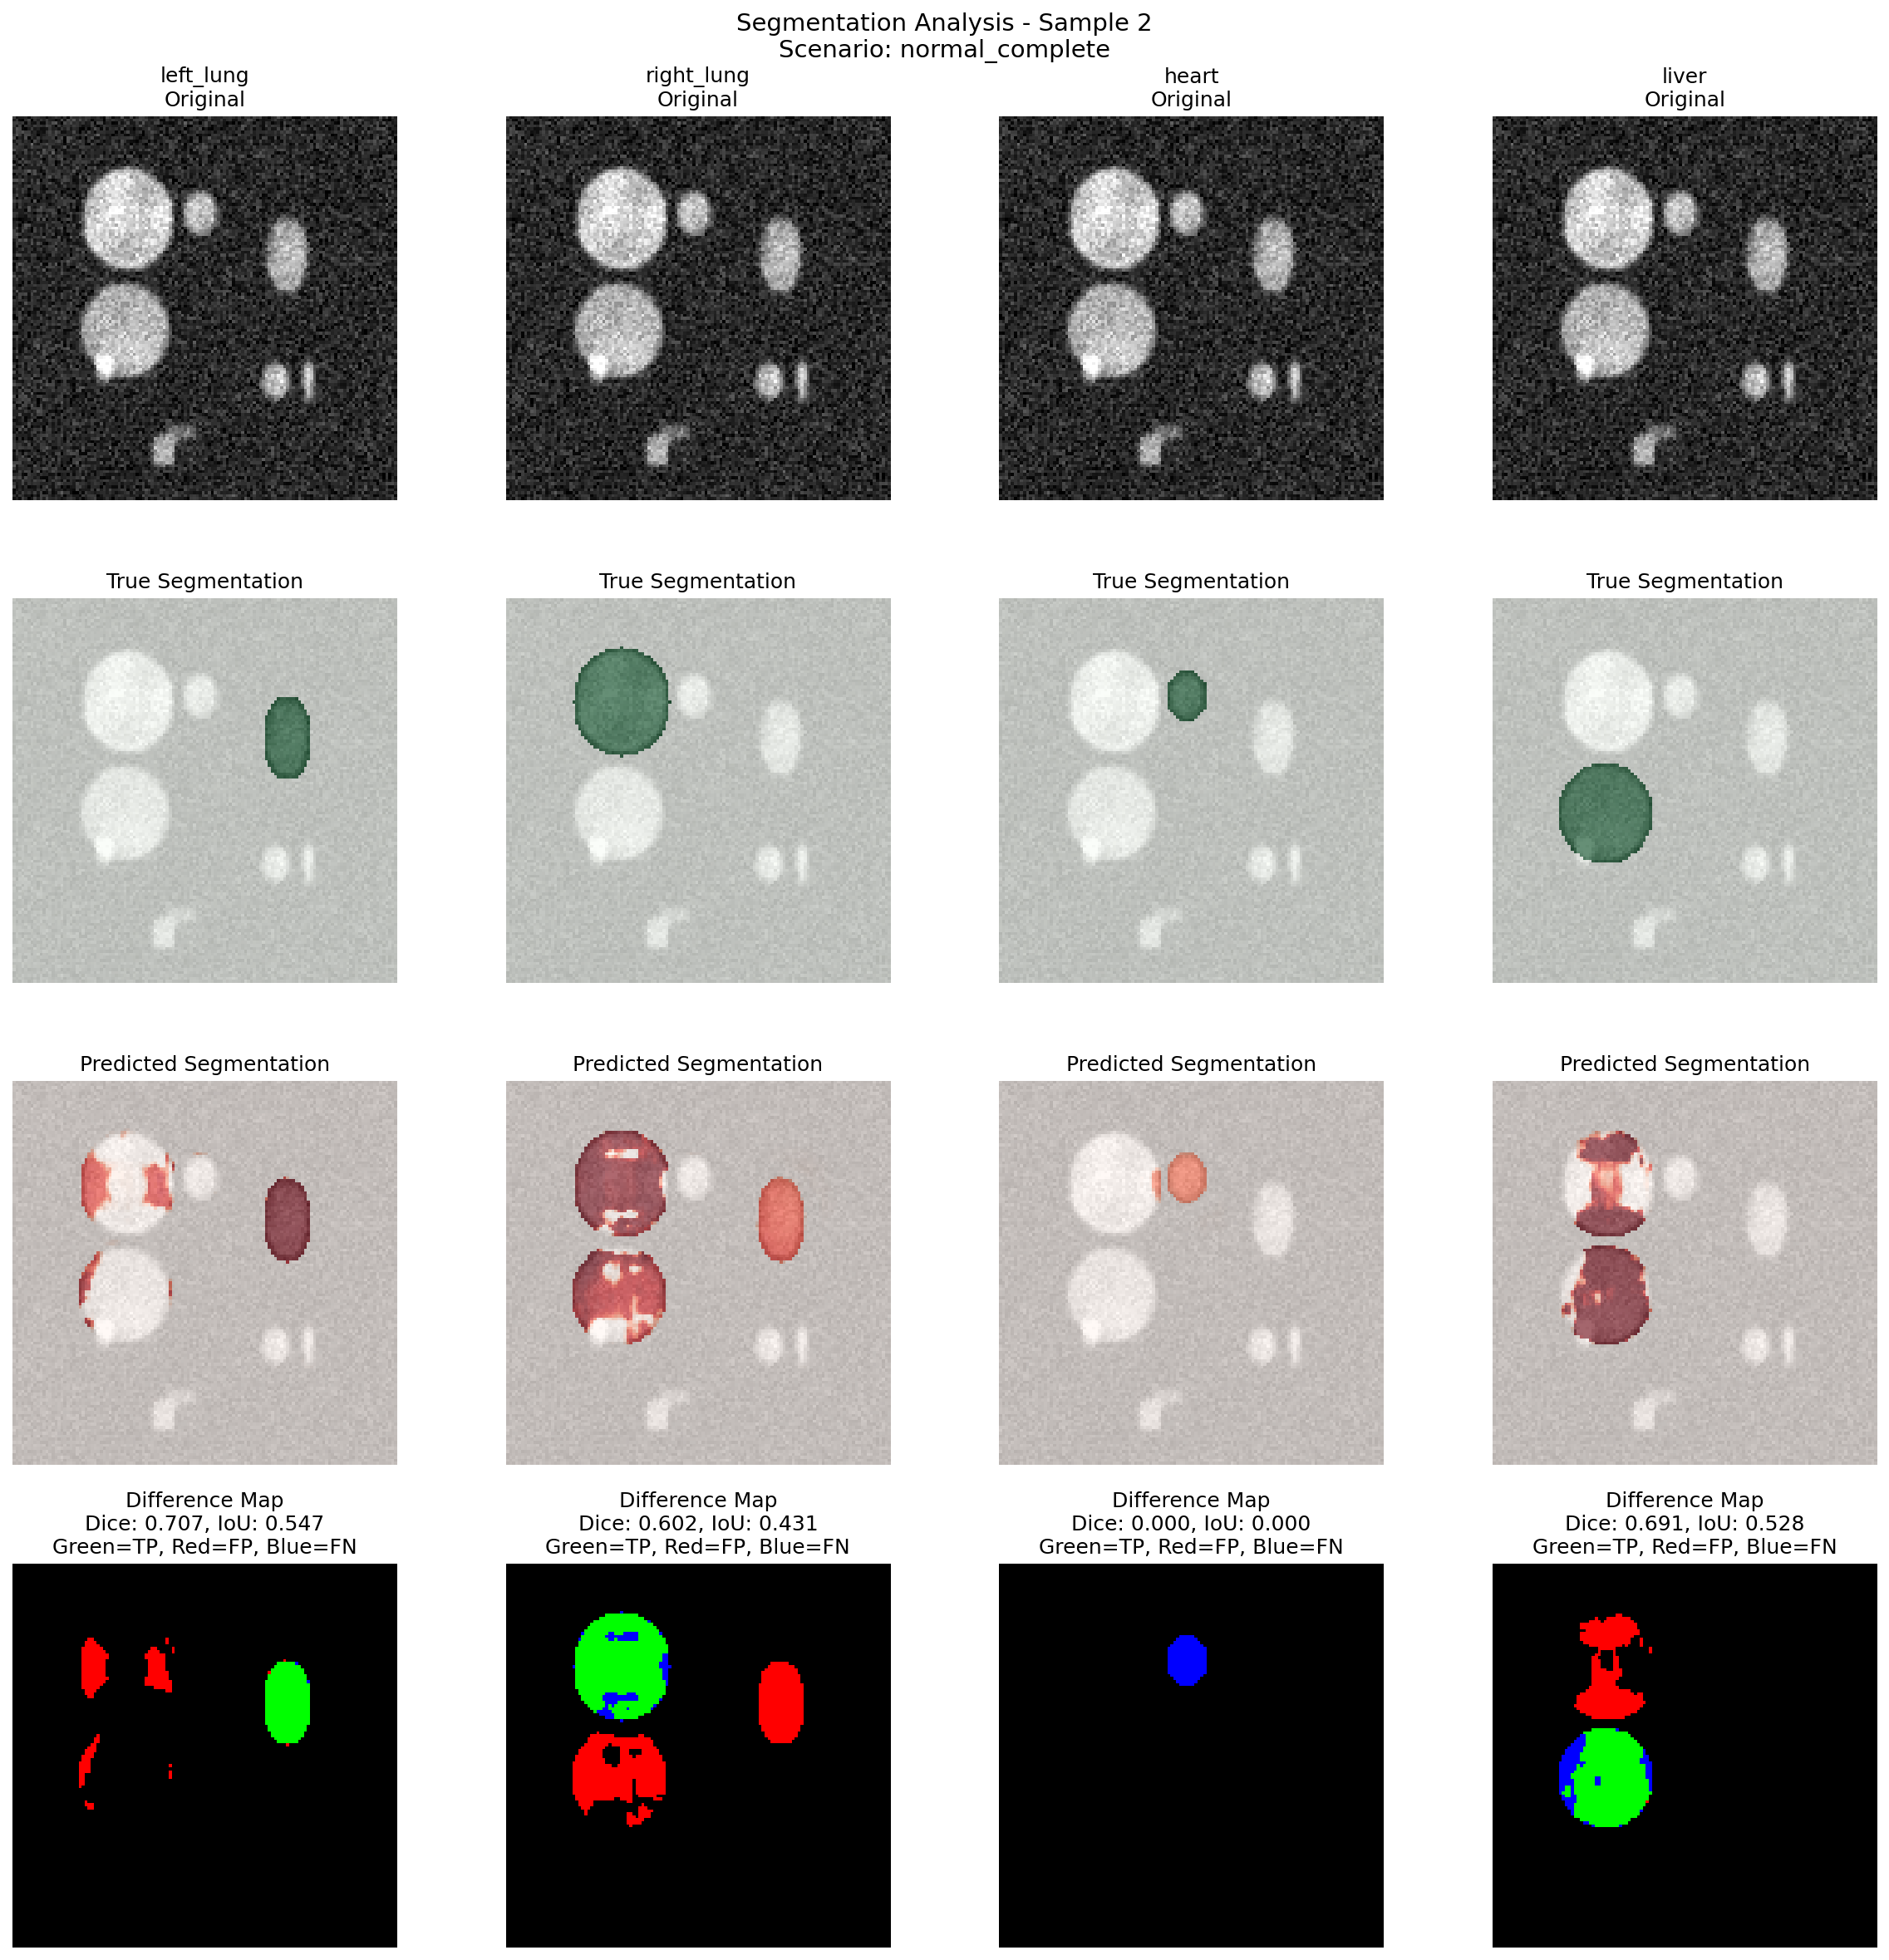 Segmentation Analysis - Sample 2
Scenario: normal_complete
left_lung
Original
right_lung
Original
heart
Original
liver
Original
True Segmentation
True Segmentation
True Segmentation
True Segmentation
Predicted Segmentation
Predicted Segmentation
Predicted Segmentation
Predicted Segmentation
Difference Map
Dice: 0.707, IoU: 0.547
Green=TP, Red=FP, Blue=FN
Difference Map
Dice: 0.602, IoU: 0.431
Green=TP, Red=FP, Blue=FN
Difference Map
Dice: 0.000, IoU: 0.000
Green=TP, Red=FP, Blue=FN
Difference Map
Dice: 0.691, IoU: 0.528
Green=TP, Red=FP, Blue=FN